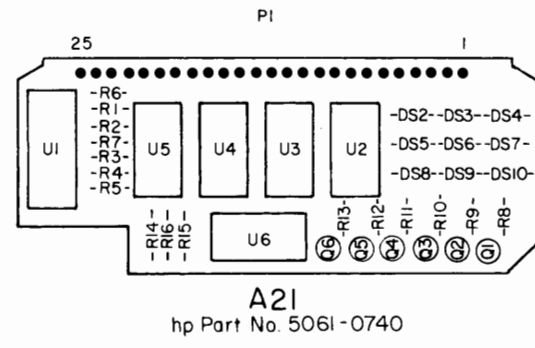 P1
25 1
-R6-
-R1-
-R2-
-R7-
-R3-
-R4-
-R5-
U1
U5
U4
U3
U2
-DS2--DS3--DS4-
-DS5--DS6--DS7-
-DS8--DS9--DS10-
-R14-
-R16-
-R15-
U6
Q6
-R13-
Q5
-R12-
Q4
-R11-
Q3
-R10-
Q2
-R9-
Q1
-R8-
A21
hp Part No. 5061-0740